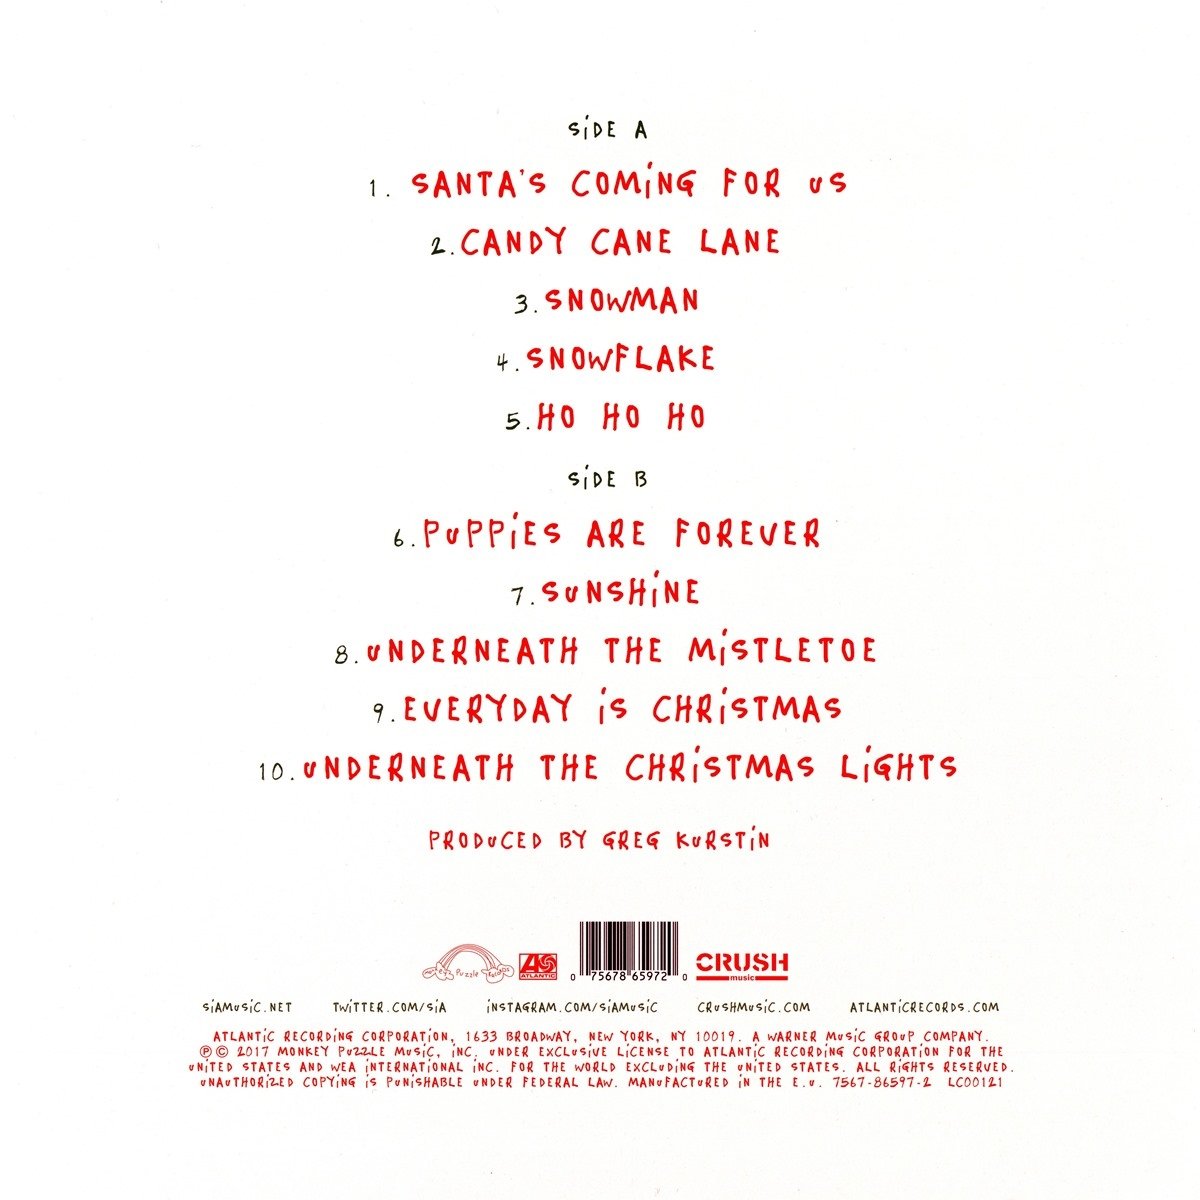 SiDE A
1. SANTA'S COMiNG FOR US
2. CANDY CANE LANE
3. SNOWMAN
4. SNOWFLAKE
5. HO HO HO
SiDE B
6. PUPPiES ARE FOREVER
7. SUNSHiNE
8. UNDERNEATH THE MiSTLETOE
9. EVERYDAY iS CHRiSTMAS
10. UNDERNEATH THE CHRiSTMAS LiGHTS
PRODUCED BY GREG KURSTiN
Monkey Puzzle Records
ATLANTIC
0 75678 65972 0
CRUSH
music
SiAMUSiC.NET TWiTTER.COM/SiA iNSTAGRAM.COM/SiAMUSiC CRUSHMUSiC.COM ATLANTiCRECORDS.COM
ATLANTiC RECORDiNG CORPORATiON, 1633 BROADWAY, NEW YORK, NY 10019. A WARNER MUSiC GROUP COMPANY.
℗ © 2017 MONKEY PUZZLE MUSiC, iNC. UNDER EXCLUSiVE LiCENSE TO ATLANTiC RECORDiNG CORPORATiON FOR THE
UNiTED STATES AND WEA iNTERNATiONAL iNC. FOR THE WORLD EXCLUDiNG THE UNiTED STATES. ALL RiGHTS RESERVED.
UNAUTHORiZED COPYiNG iS PUNiSHABLE UNDER FEDERAL LAW. MANUFACTURED iN THE E.U. 7567-86597-2 LC00121